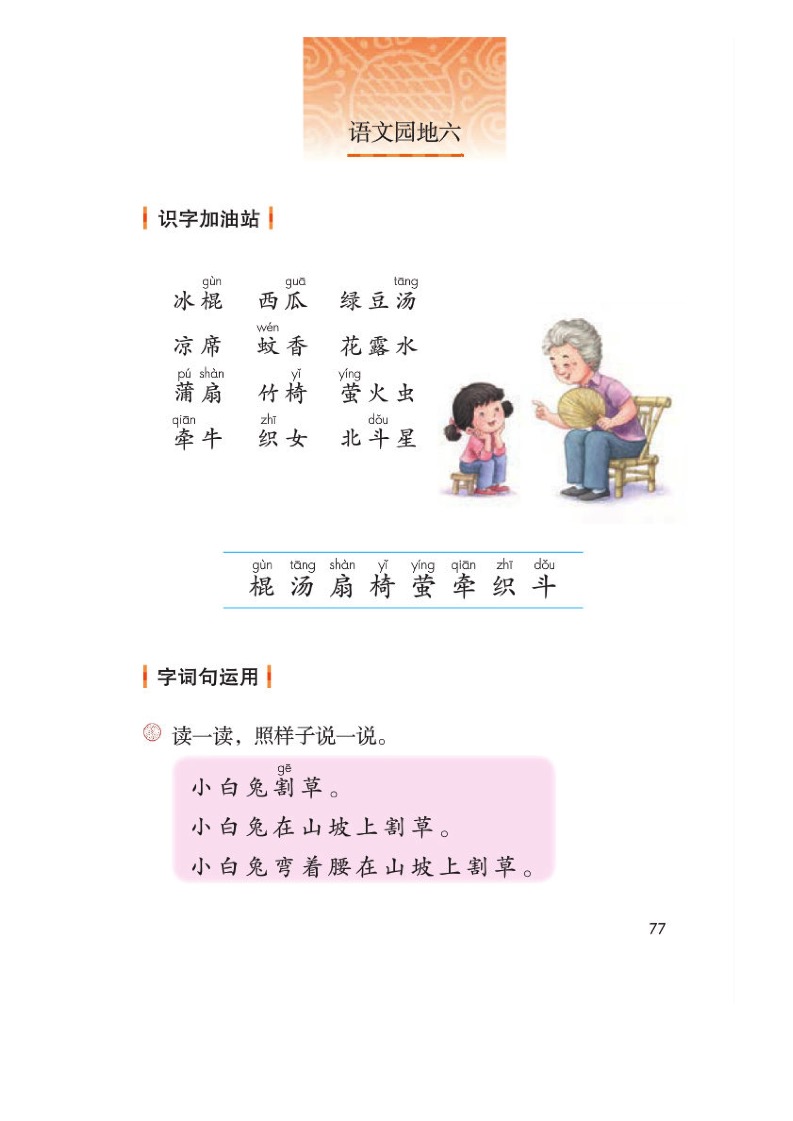 语文园地六
识字加油站
gùn guā tāng
冰棍 西瓜 绿豆汤
wén
凉席 蚊香 花露水
pú shàn yǐ yíng
蒲扇 竹椅 萤火虫
qiān zhī dǒu
牵牛 织女 北斗星
gùn tāng shàn yǐ yíng qiān zhī dǒu
棍 汤 扇 椅 萤 牵 织 斗
字词句运用
读一读，照样子说一说。
gē
小白兔割草。
小白兔在山坡上割草。
小白兔弯着腰在山坡上割草。
77